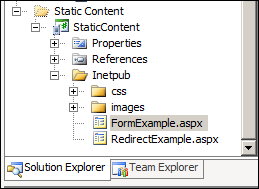 Static Content
StaticContent
Properties
References
Inetpub
css
images
FormExample.aspx
RedirectExample.aspx
Solution Explorer
Team Explorer